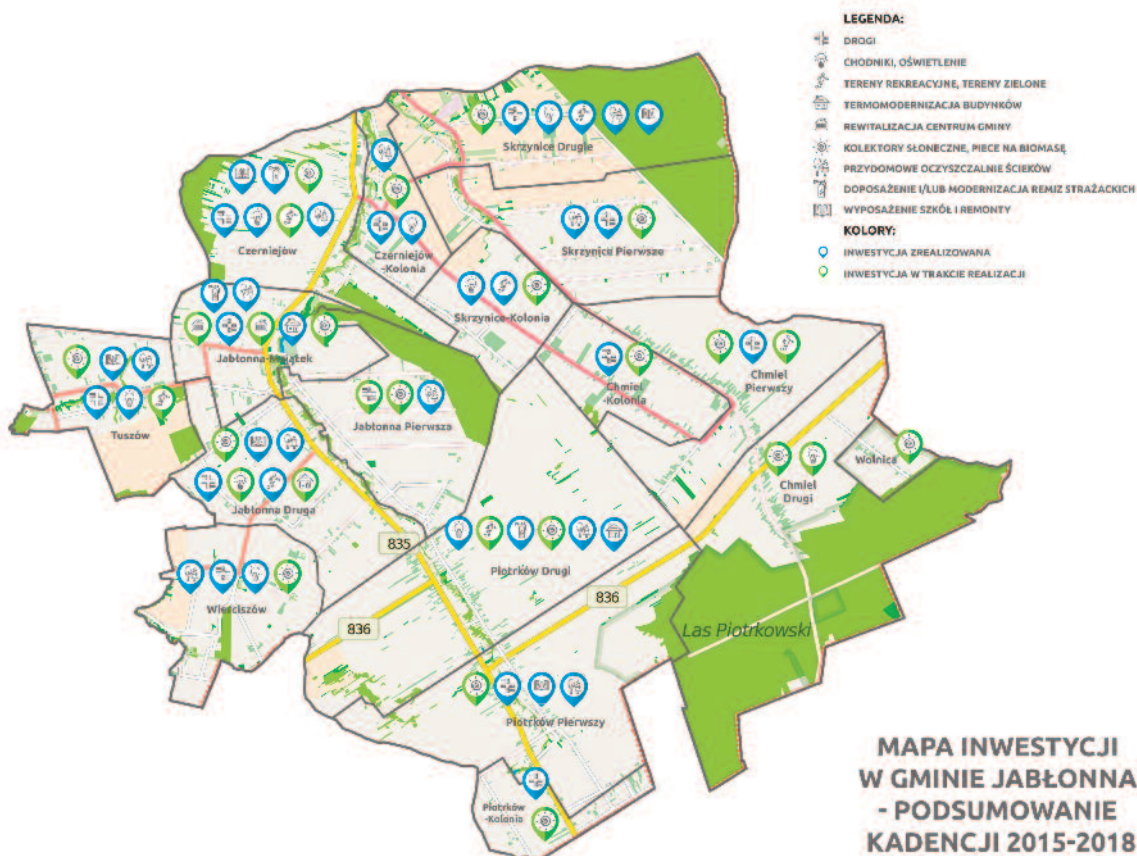 LEGENDA:
DROGI
CHODNIKI, OŚWIETLENIE
TERENY REKREACYJNE, TERENY ZIELONE
TERMOMODERNIZACJA BUDYNKÓW
REWITALIZACJA CENTRUM GMINY
KOLEKTORY SŁONECZNE, PIECE NA BIOMASĘ
PRZYDOMOWE OCZYSZCZALNIE ŚCIEKÓW
DOPOSAŻENIE I/LUB MODERNIZACJA REMIZ STRAŻACKICH
WYPOSAŻENIE SZKÓŁ I REMONTY
KOLORY:
INWESTYCJA ZREALIZOWANA
INWESTYCJA W TRAKCIE REALIZACJI
Skrzynice Drugie
Czerniejów
Czerniejów
-Kolonia
Skrzynice Pierwsze
Skrzynice-Kolonia
Jabłonna-Majątek
Chmiel
-Kolonia
Chmiel
Pierwszy
Tuszów
Jabłonna Pierwsza
Wolnica
Chmiel
Drugi
Jabłonna Druga
835
Piotrków Drugi
836
Wierciszów
836
Las Piotrkowski
Piotrków Pierwszy
Piotrków
-Kolonia
MAPA INWESTYCJI
W GMINIE JABŁONNA
- PODSUMOWANIE
KADENCJI 2015-2018